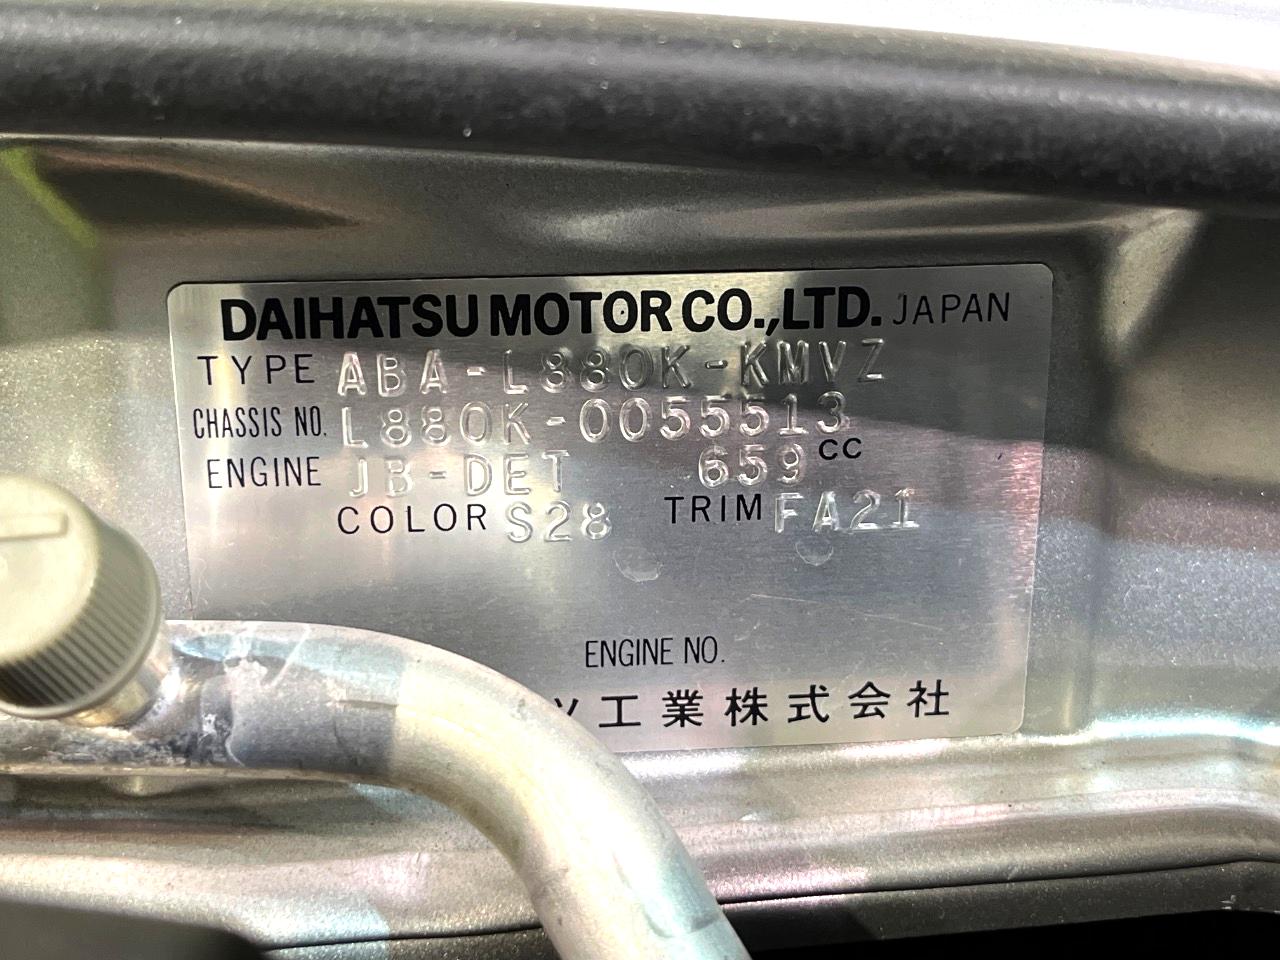 DAIHATSU MOTOR CO.,LTD. JAPAN
TYPE ABA-L880K-KMVZ
CHASSIS NO. L880K-0055513
ENGINE JB-DET 659 CC
COLOR S28 TRIM FA21
ENGINE NO.
ツ工業株式会社